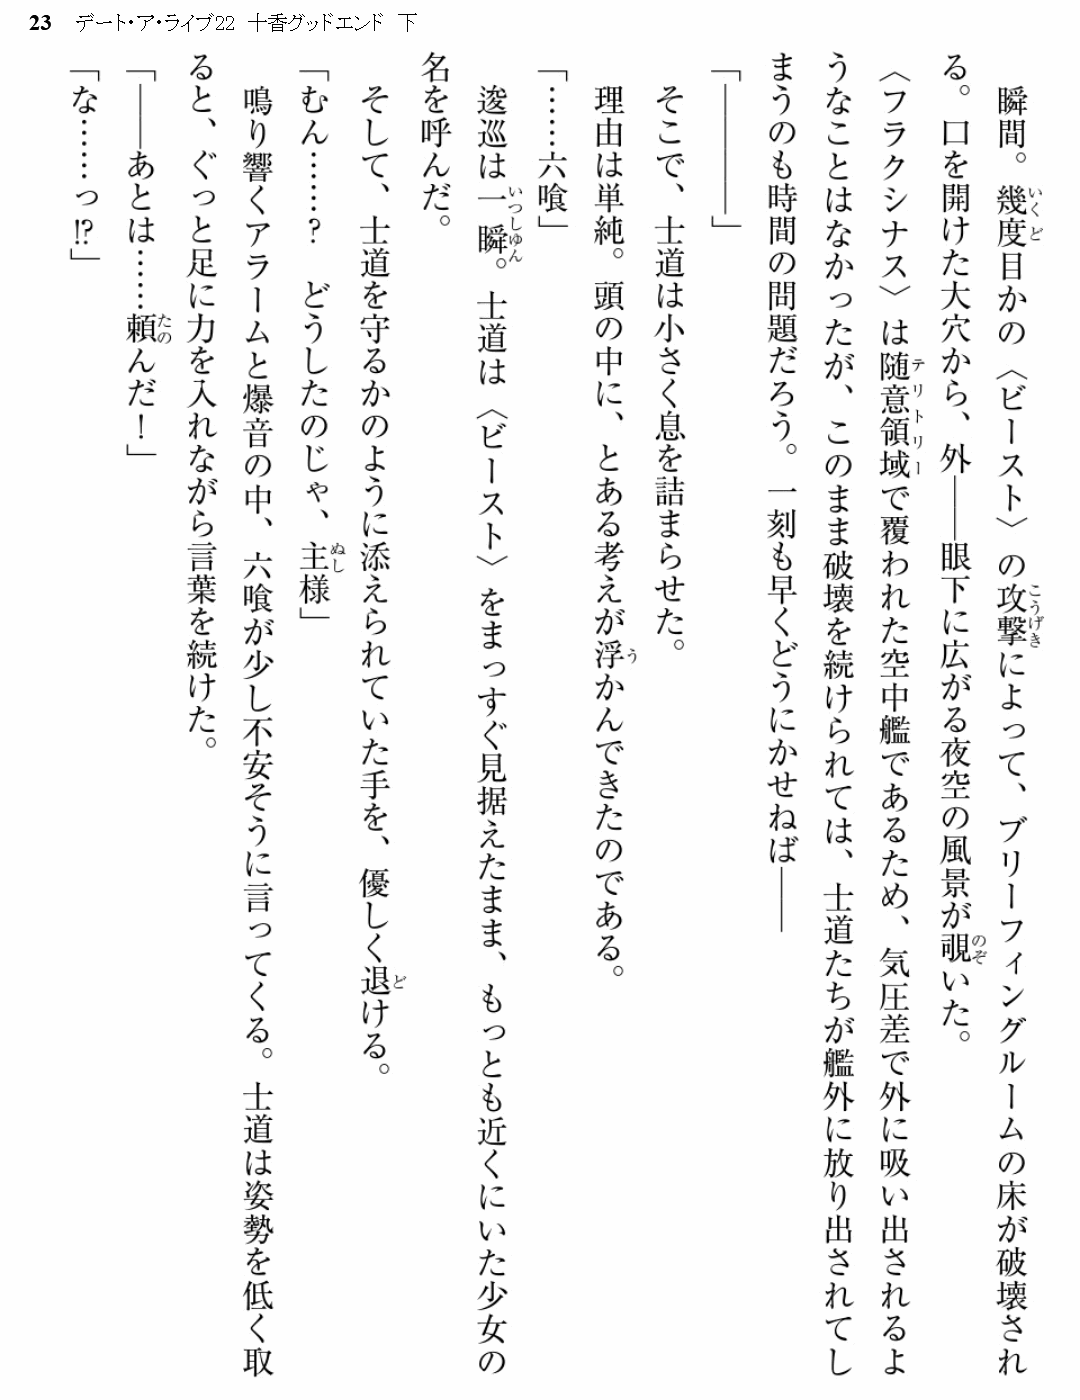 23 デート・ア・ライブ22 十香グッドエンド 下
瞬間。幾度目かの〈ビースト〉の攻撃によって、ブリーフィングルームの床が破壊され
る。口を開けた大穴から、外――眼下に広がる夜空の風景が覗いた。
〈フラクシナス〉は随意領域で覆われた空中艦であるため、気圧差で外に吸い出されるよ
うなことはなかったが、このまま破壊を続けられては、士道たちが艦外に放り出されてし
まうのも時間の問題だろう。一刻も早くどうにかせねば――
「――――」
そこで、士道は小さく息を詰まらせた。
理由は単純。頭の中に、とある考えが浮かんできたのである。
「……六喰」
逡巡は一瞬。士道は〈ビースト〉をまっすぐ見据えたまま、もっとも近くにいた少女の
名を呼んだ。
そして、士道を守るかのように添えられていた手を、優しく退ける。
「むん……? どうしたのじゃ、主様」
鳴り響くアラームと爆音の中、六喰が少し不安そうに言ってくる。士道は姿勢を低く取
ると、ぐっと足に力を入れながら言葉を続けた。
「――あとは……頼んだ!」
「な……っ!?」